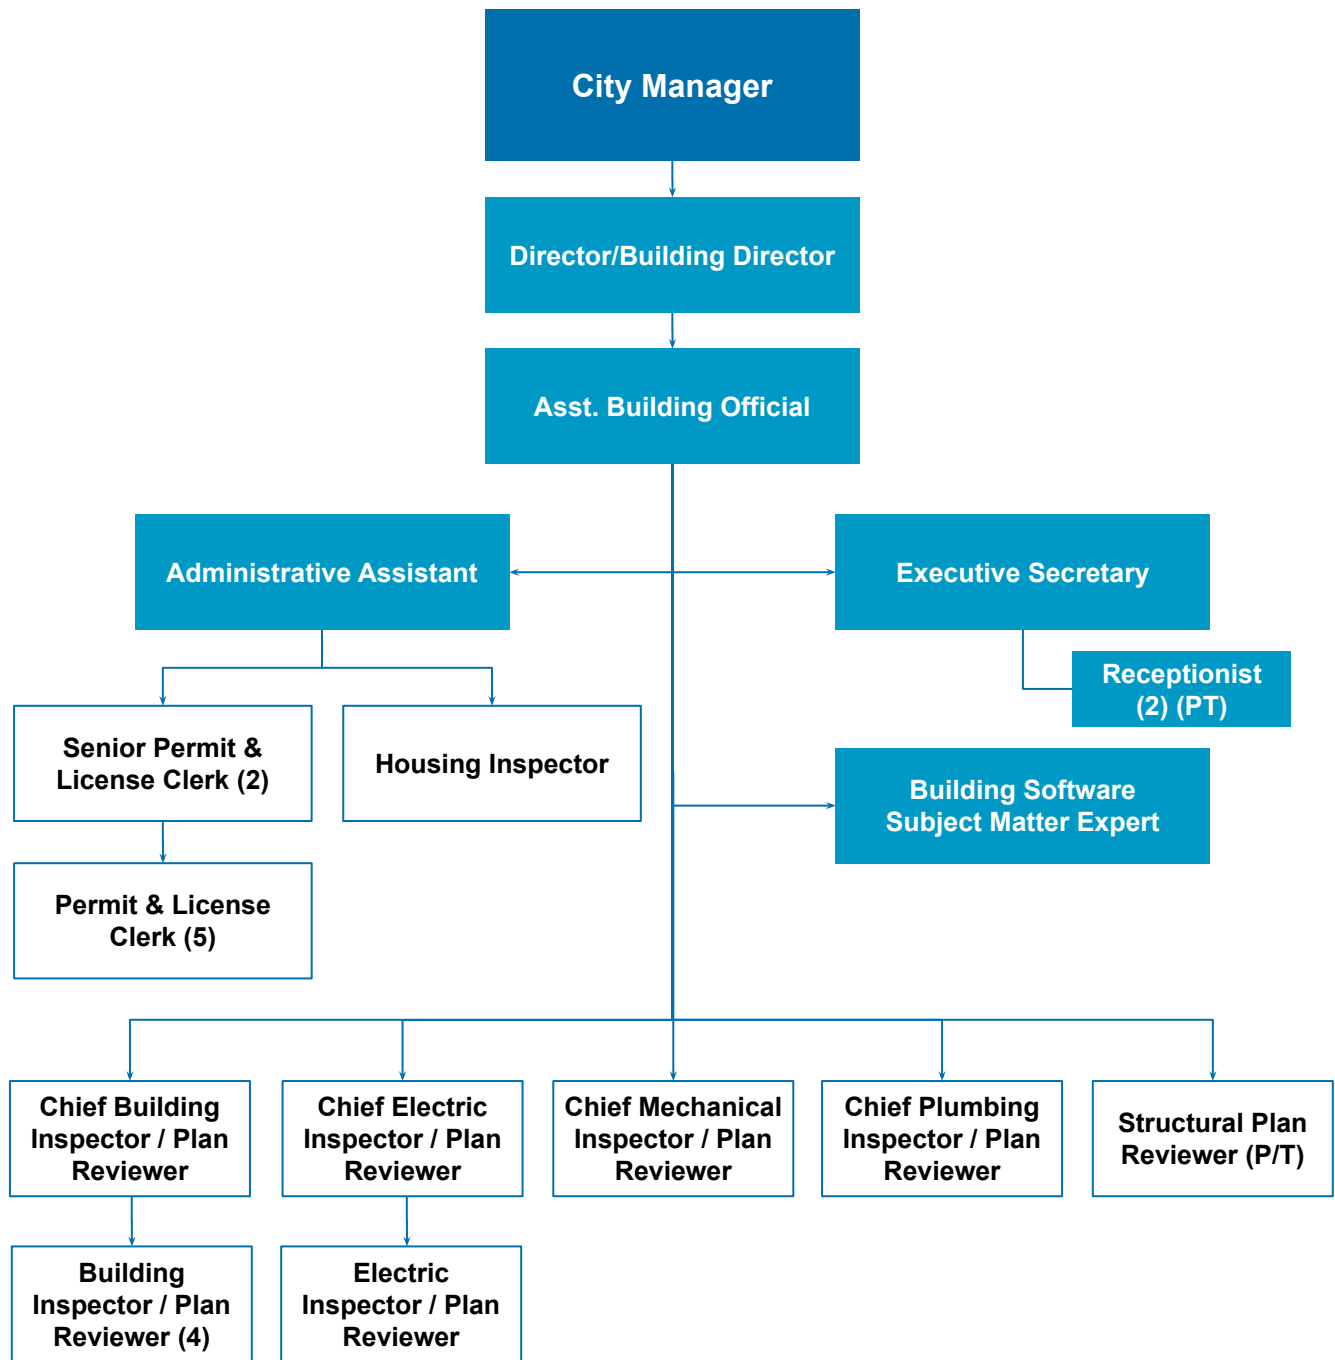 City Manager
Director/Building Director
Asst. Building Official
Administrative Assistant
Executive Secretary
Receptionist
(2) (PT)
Senior Permit &
License Clerk (2)
Housing Inspector
Building Software
Subject Matter Expert
Permit & License
Clerk (5)
Chief Building
Inspector / Plan
Reviewer
Chief Electric
Inspector / Plan
Reviewer
Chief Mechanical
Inspector / Plan
Reviewer
Chief Plumbing
Inspector / Plan
Reviewer
Structural Plan
Reviewer (P/T)
Building
Inspector / Plan
Reviewer (4)
Electric
Inspector / Plan
Reviewer